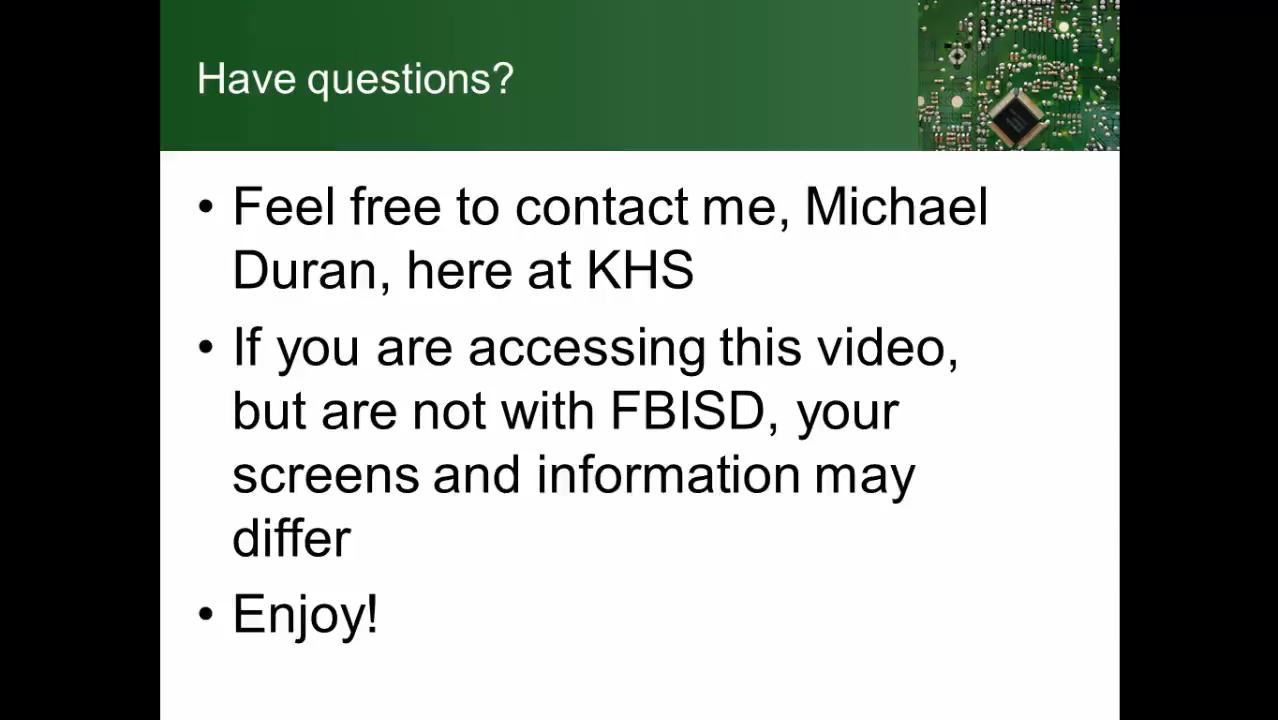 Have questions?
• Feel free to contact me, Michael
Duran, here at KHS
• If you are accessing this video,
but are not with FBISD, your
screens and information may
differ
• Enjoy!